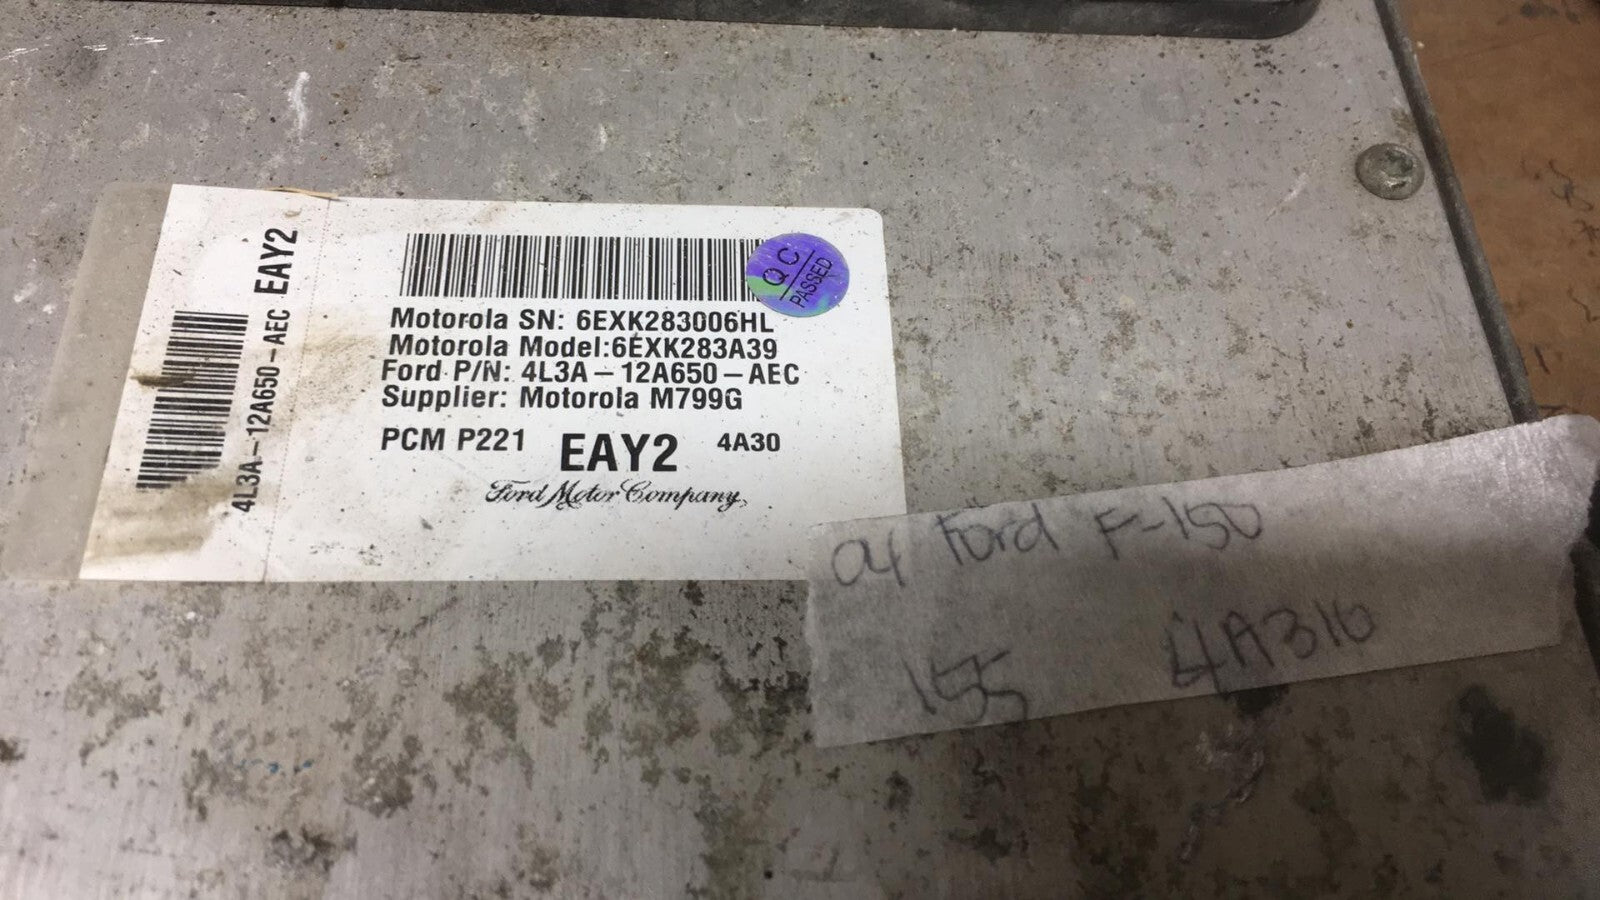 4L3A-12A650-AEC EAY2
QC
PASSED
Motorola SN: 6EXK283006HL
Motorola Model:6EXK283A39
Ford P/N: 4L3A-12A650-AEC
Supplier: Motorola M799G
PCM P221 EAY2 4A30
Ford Motor Company
04 Ford F-150
155 4A316